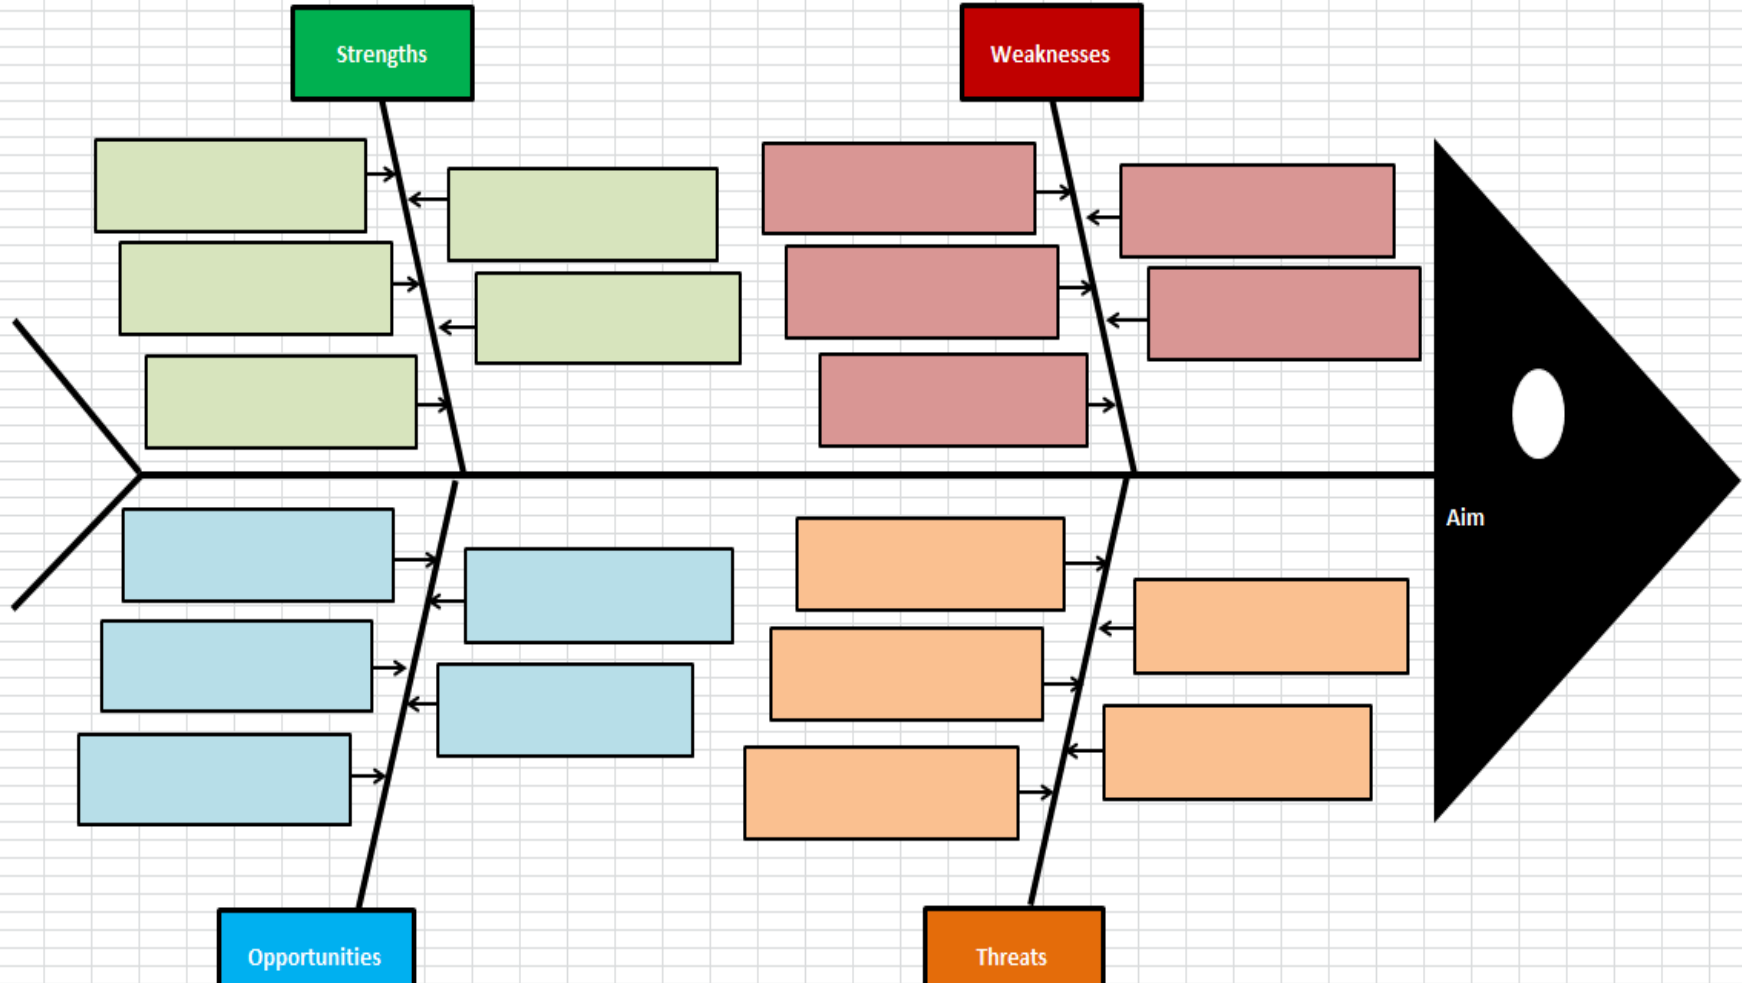 Strengths
Weaknesses
Aim
Opportunities
Threats